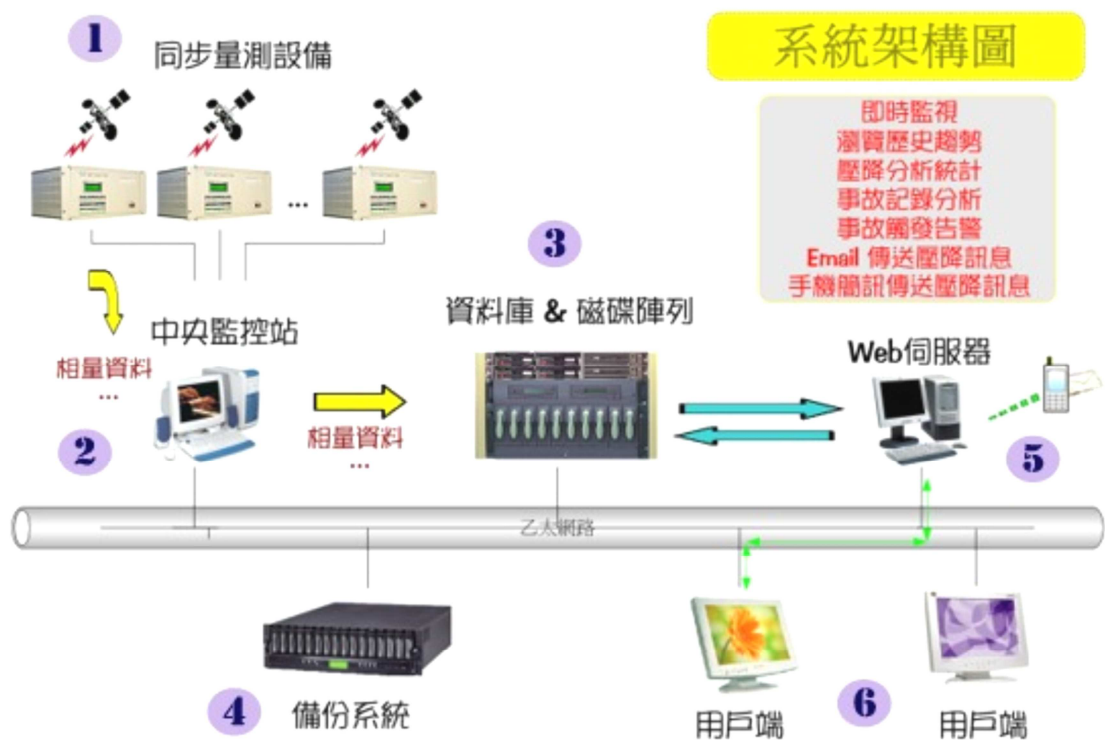 系統架構圖
1
同步量測設備
即時監視
瀏覽歷史趨勢
壓降分析統計
事故記錄分析
事故觸發告警
Email 傳送壓降訊息
手機簡訊傳送壓降訊息
...
3
資料庫 & 磁碟陣列
中央監控站
Web伺服器
相量資料
...
2
相量資料
...
5
乙太網路
4
備份系統
6
用戶端
用戶端